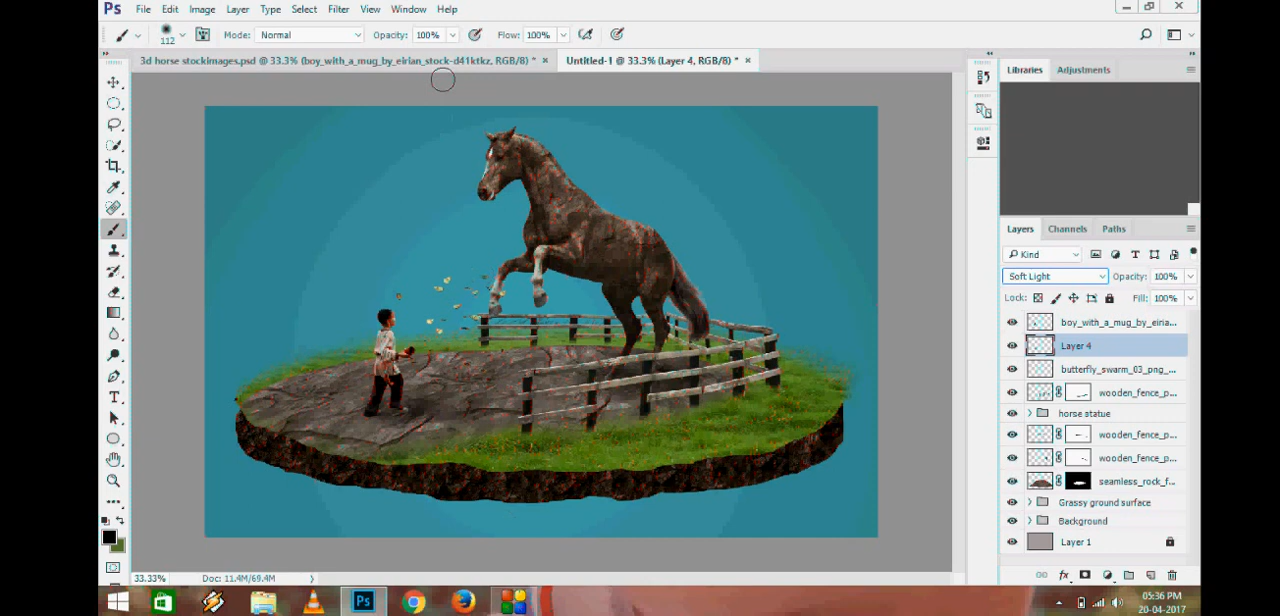 Ps File Edit Image Layer Type Select Filter View Window Help
112 Mode: Normal Opacity: 100% Flow: 100%
3d horse stockimages.psd @ 33.3% (boy_with_a_mug_by_eirian_stock-d41ktkz, RGB/8) * × Untitled-1 @ 33.3% (Layer 4, RGB/8) * ×
Libraries Adjustments
Layers Channels Paths
Kind
Soft Light Opacity: 100%
Lock: Fill: 100%
boy_with_a_mug_by_eiria...
Layer 4
butterfly_swarm_03_png_...
wooden_fence_p...
horse statue
wooden_fence_p...
wooden_fence_p...
seamless_rock_f...
Grassy ground surface
Background
Layer 1
33.33% Doc: 11.4M/69.4M
Ps
05:36 PM
20-04-2017